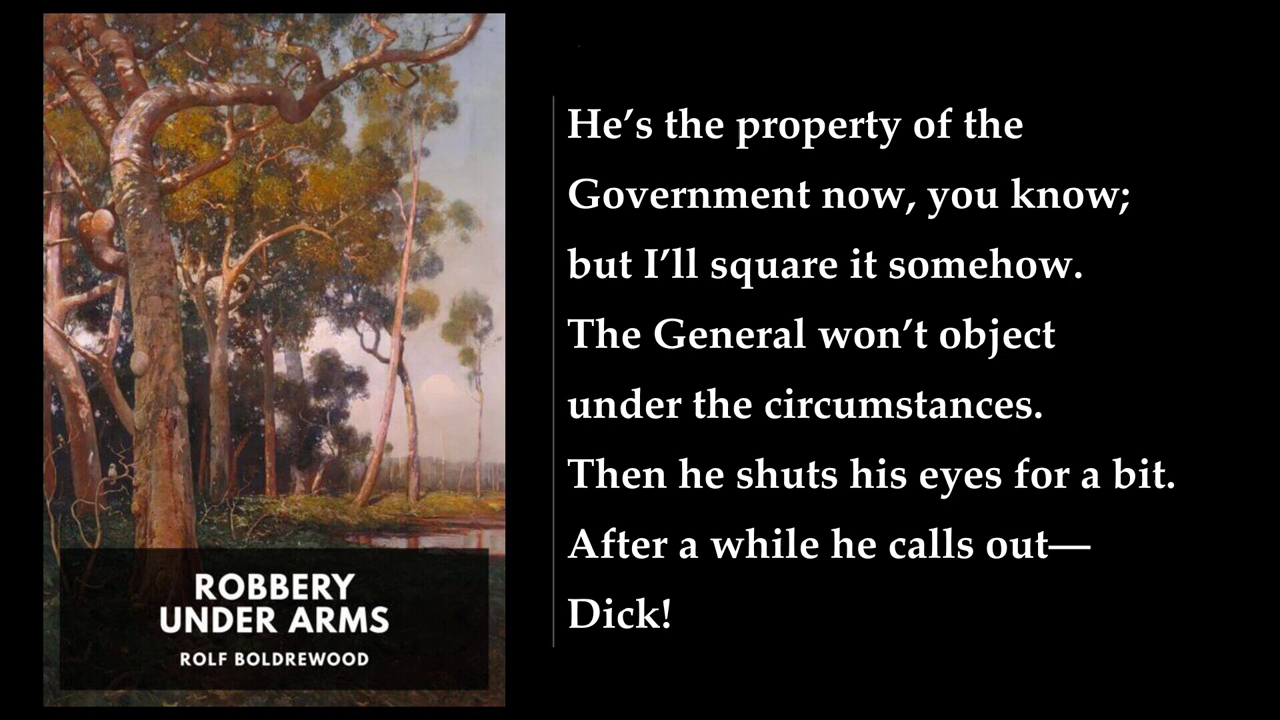 ROBBERY
UNDER ARMS
ROLF BOLDREWOOD
He’s the property of the
Government now, you know;
but I’ll square it somehow.
The General won’t object
under the circumstances.
Then he shuts his eyes for a bit.
After a while he calls out—
Dick!